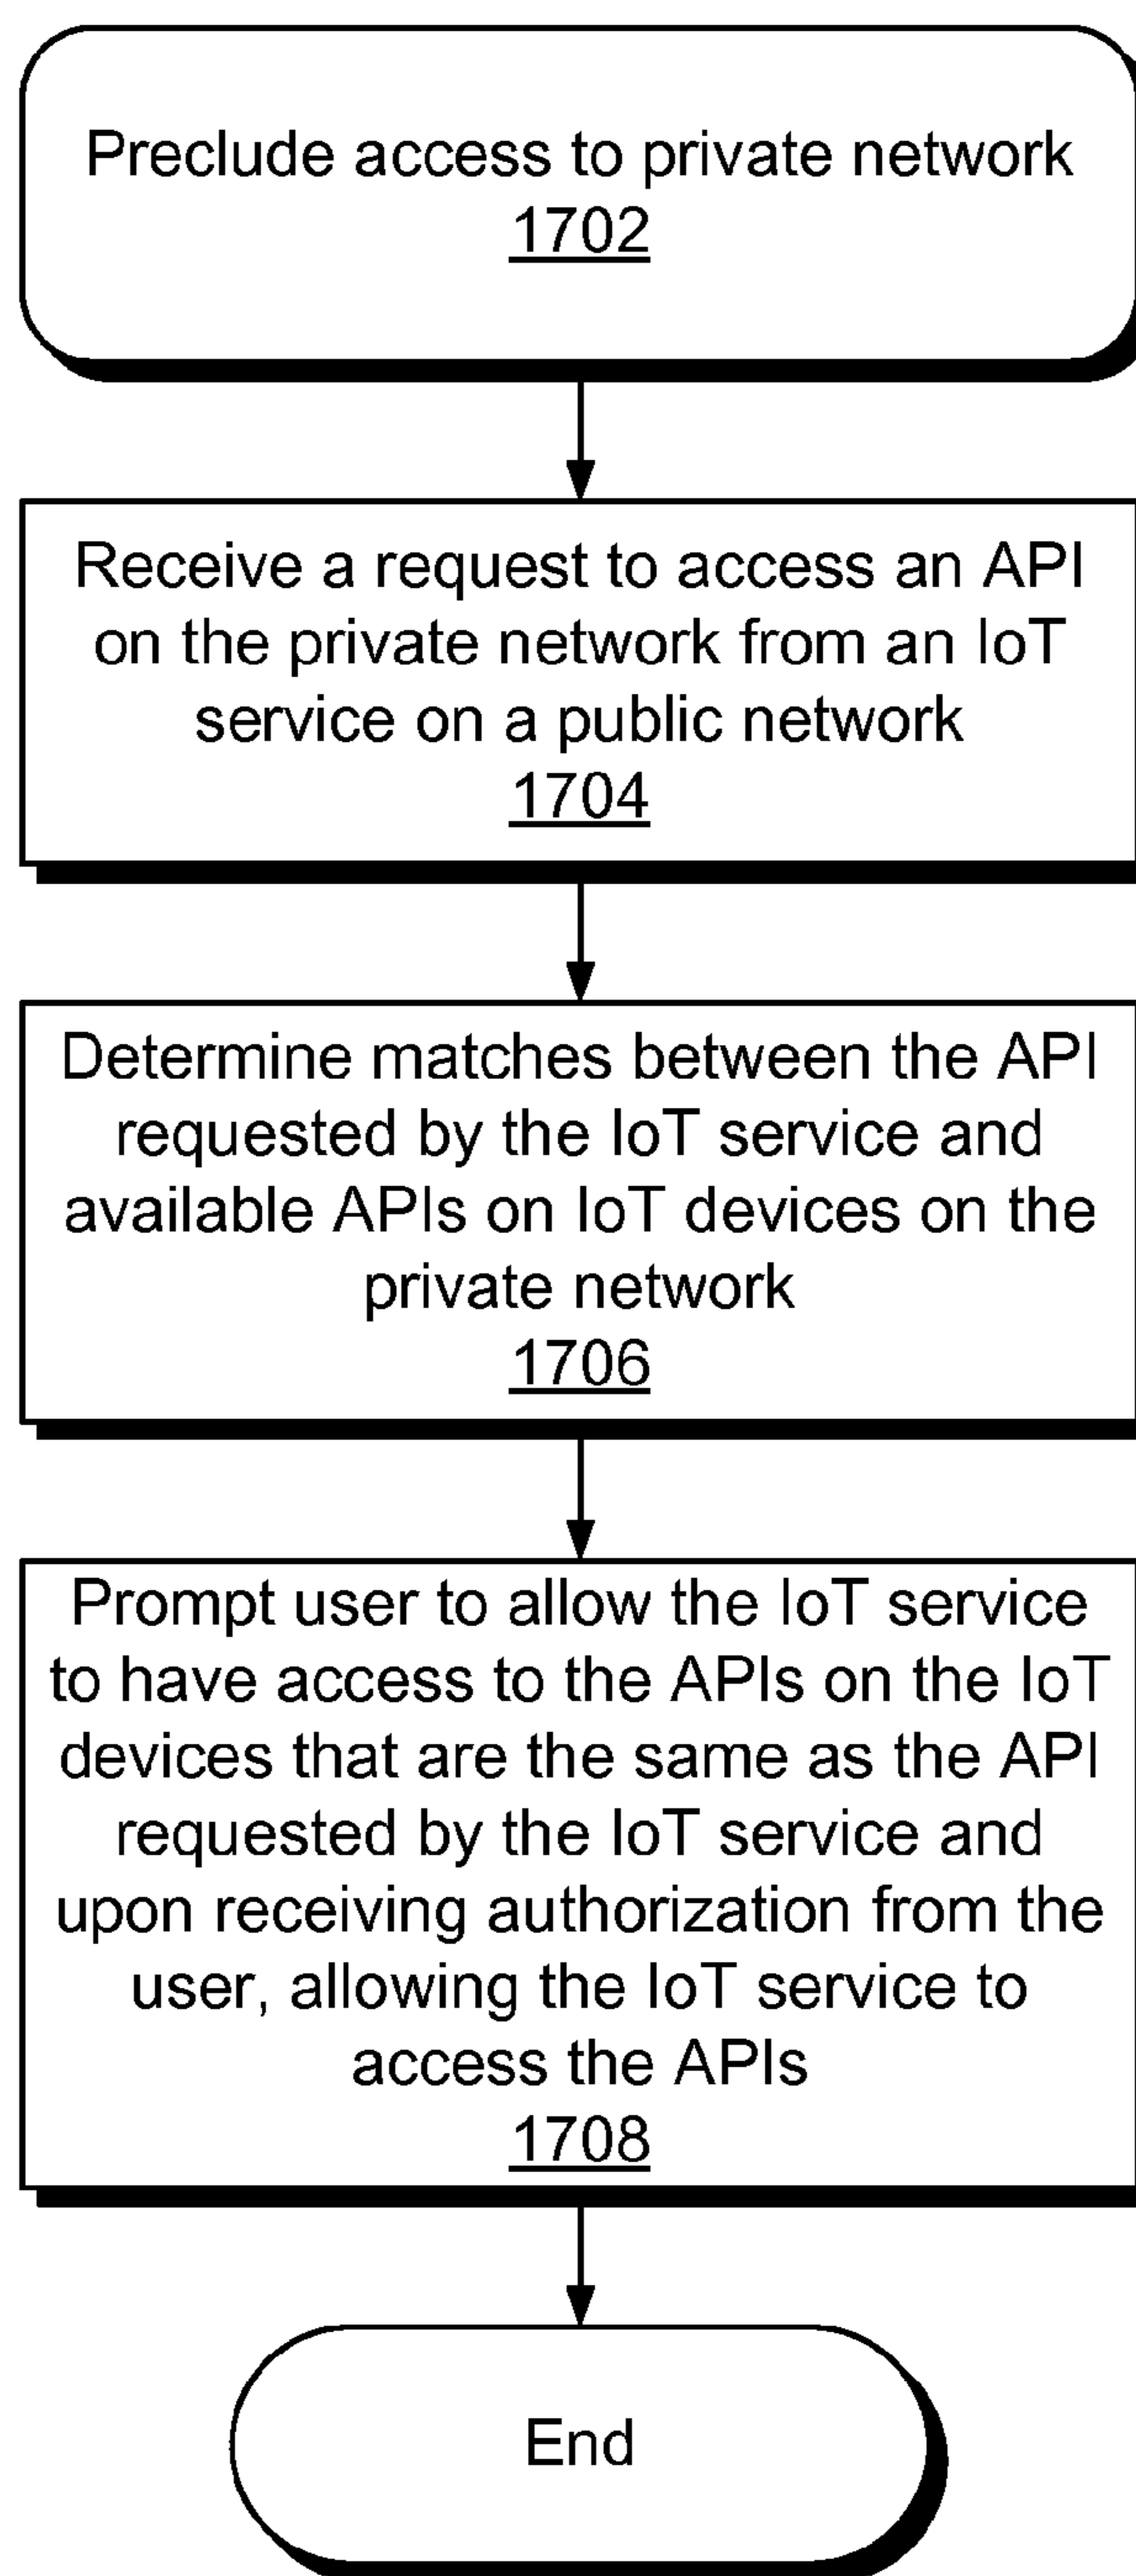 Preclude access to private network
1702
Receive a request to access an API
on the private network from an IoT
service on a public network
1704
Determine matches between the API
requested by the IoT service and
available APIs on IoT devices on the
private network
1706
Prompt user to allow the IoT service
to have access to the APIs on the IoT
devices that are the same as the API
requested by the IoT service and
upon receiving authorization from the
user, allowing the IoT service to
access the APIs
1708
End